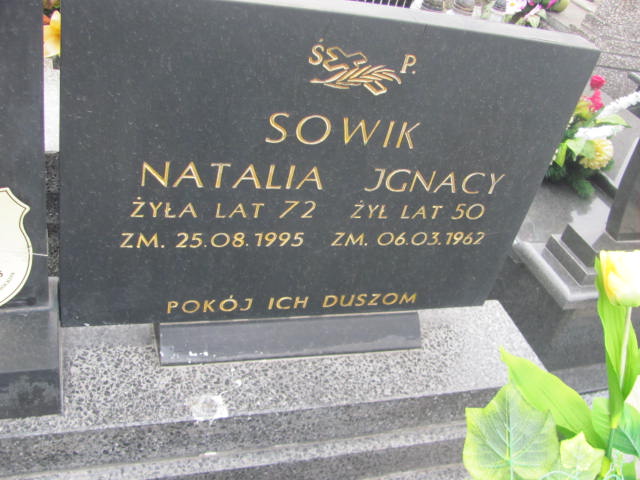 Ś. P.
SOWIK
NATALIA JGNACY
ŻYŁA LAT 72 ŻYŁ LAT 50
ZM. 25.08.1995 ZM. 06.03.1962
POKÓJ ICH DUSZOM